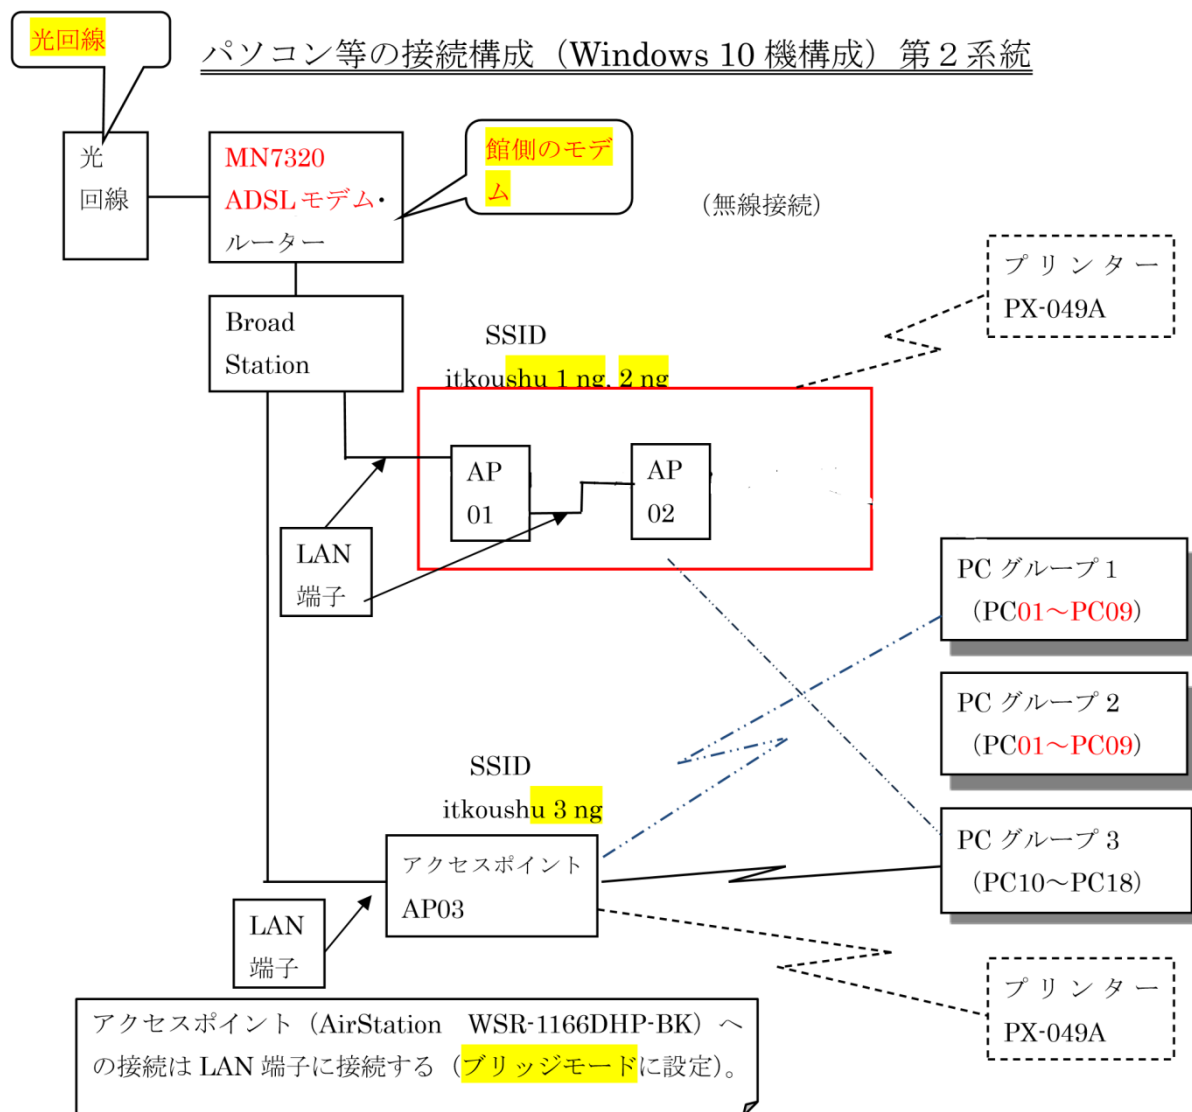 光回線
パソコン等の接続構成（Windows 10 機構成）第２系統
光
回線
MN7320
ADSL モデム・
ルーター
館側のモデ
ム
（無線接続）
プリンター
PX-049A
Broad
Station
SSID
itkoushu 1 ng, 2 ng
AP
01
AP
02
LAN
端子
PC グループ 1
（PC01～PC09）
PC グループ 2
（PC01～PC09）
SSID
itkoushu 3 ng
PC グループ 3
（PC10～PC18）
アクセスポイント
AP03
LAN
端子
プリンター
PX-049A
アクセスポイント（AirStation　WSR-1166DHP-BK）へ
の接続は LAN 端子に接続する（ブリッジモードに設定）。